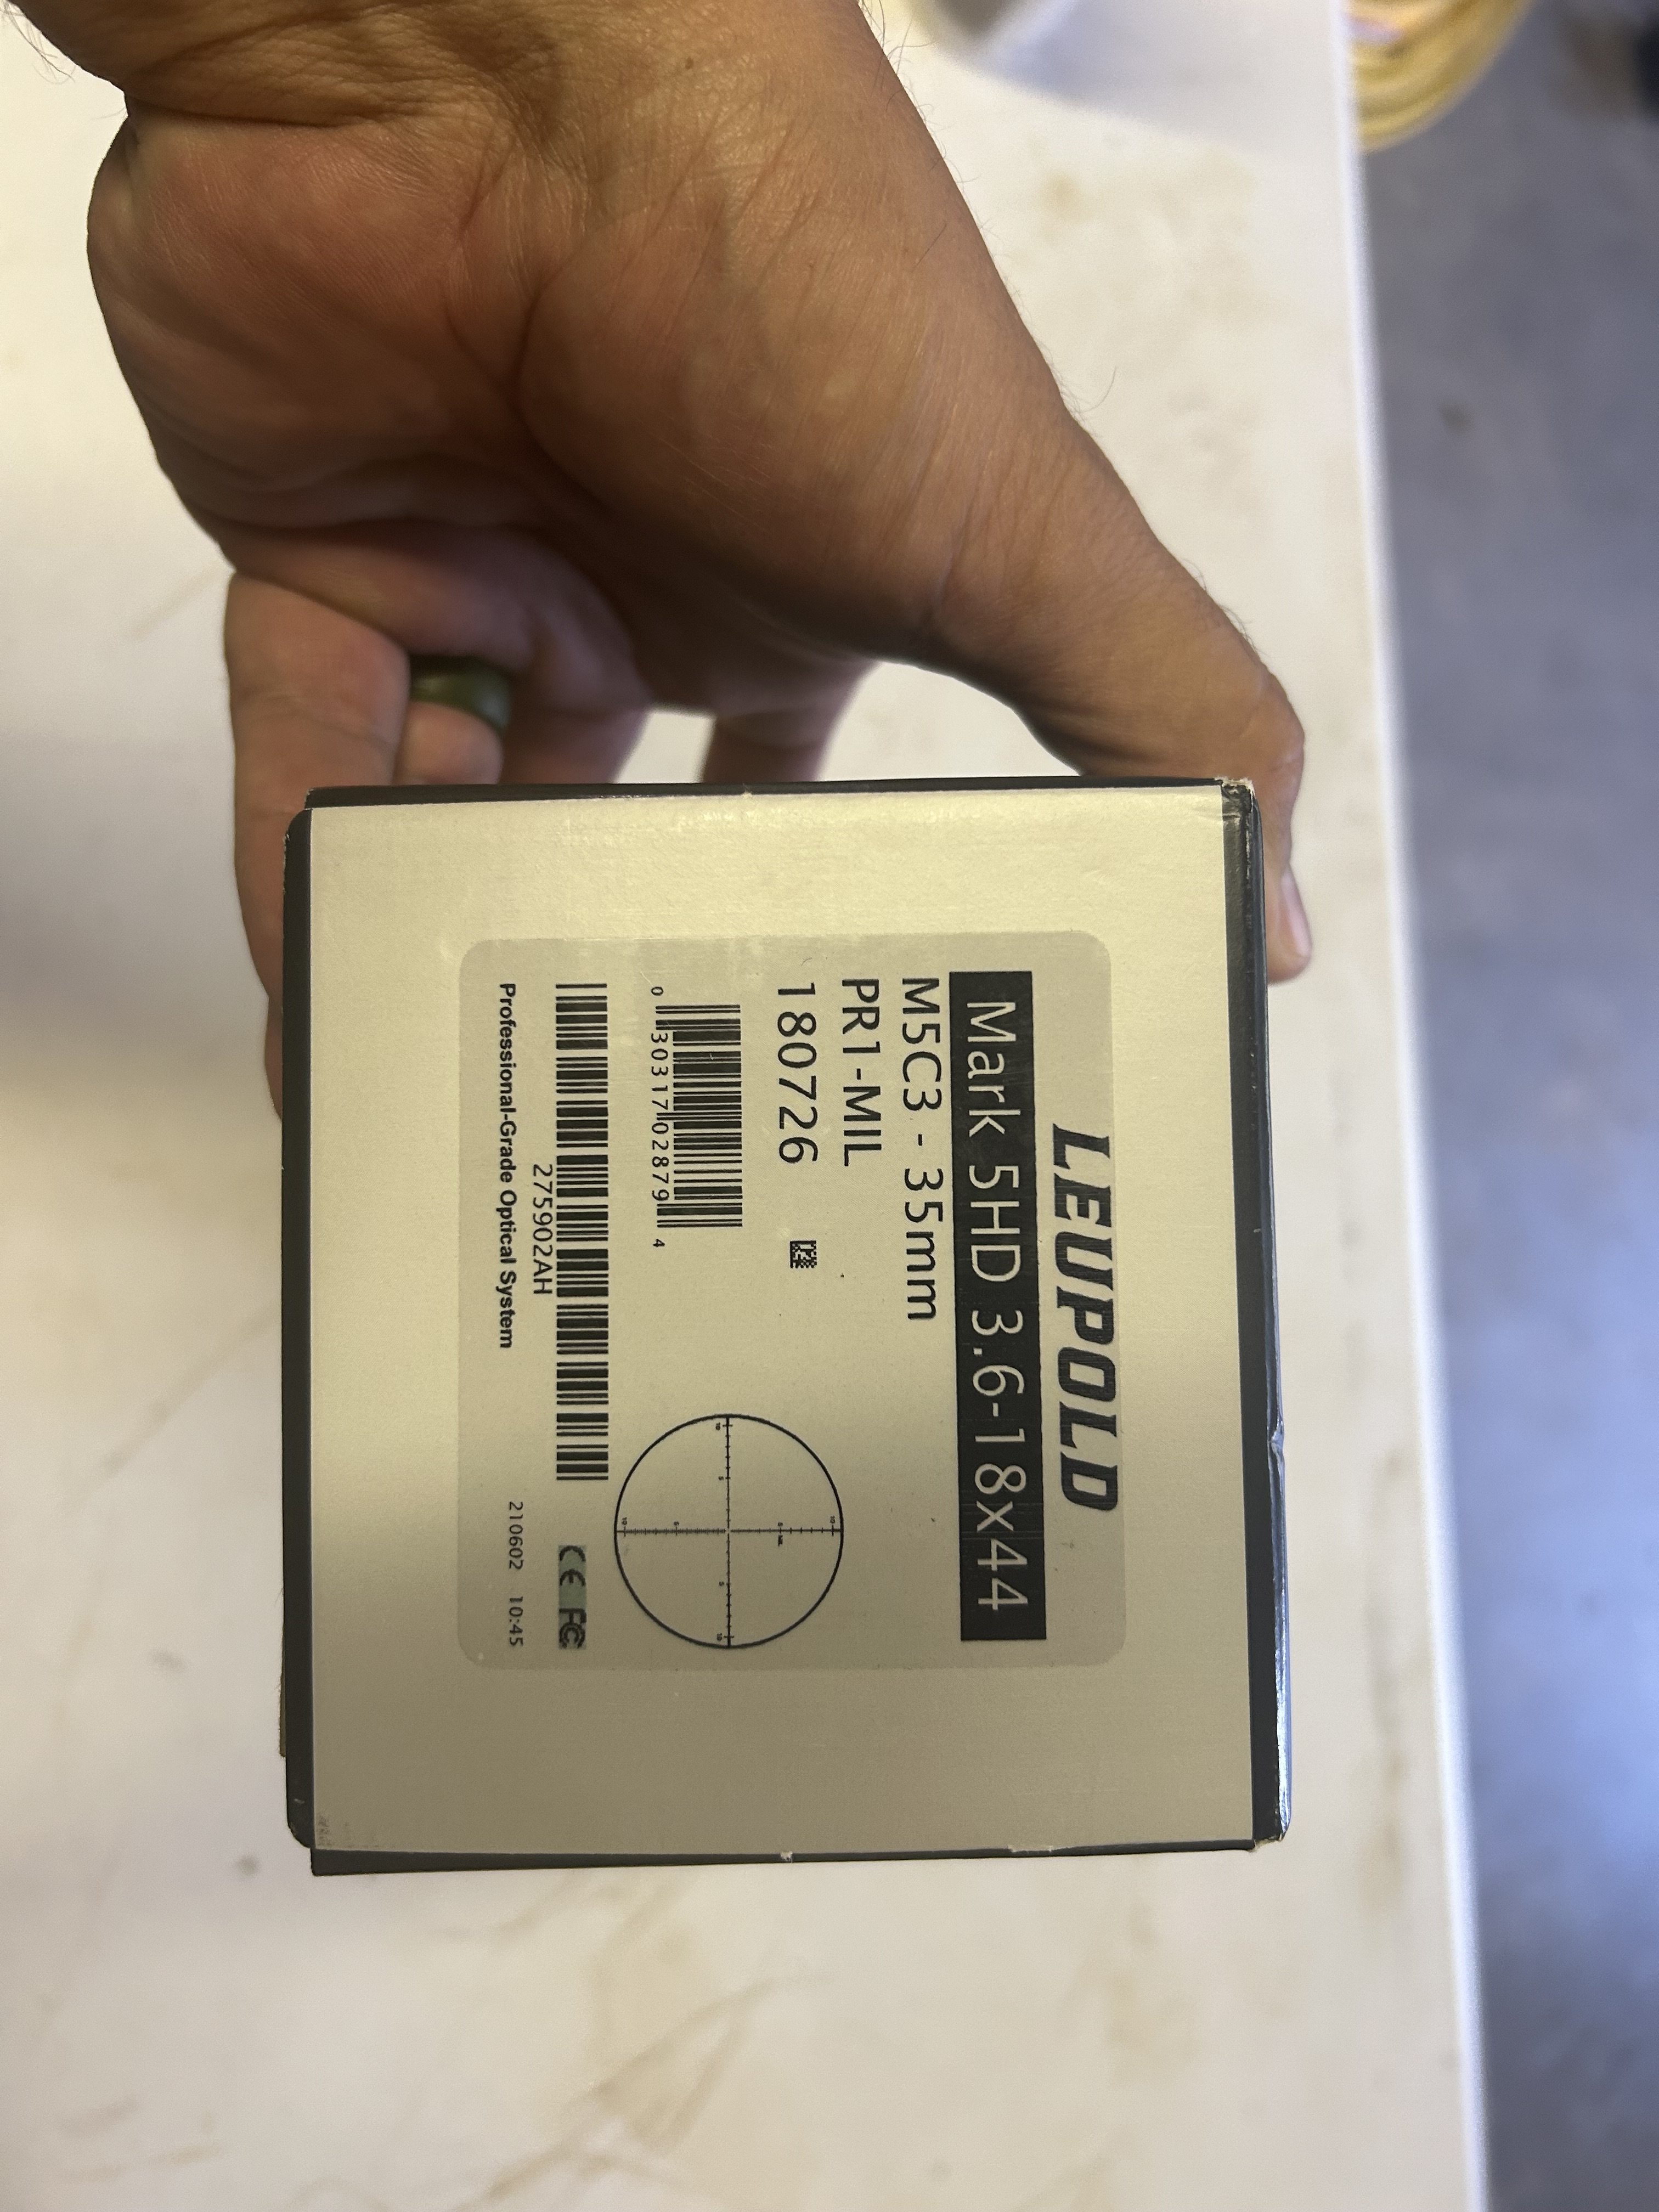 LEUPOLD
Mark 5HD 3.6-18x44
M5C3 - 35mm
PR1-MIL
180726
0 30317 02879 4
275902AH
CE FC
Professional-Grade Optical System
210602 10:45